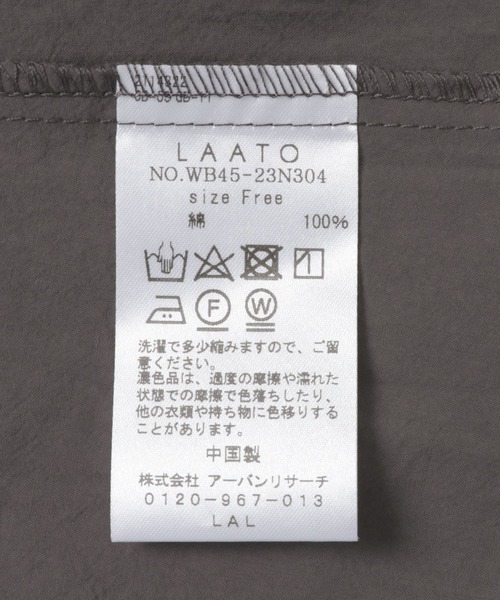 LAATO
NO.WB45-23N304
size Free
綿 100%
F W
洗濯で多少縮みますので、ご留
意ください。
濃色品は、過度の摩擦や濡れた
状態での摩擦で色落ちしたり、
他の衣類や持ち物に色移りする
ことがあります。
中国製
株式会社 アーバンリサーチ
0120-967-013
LAL